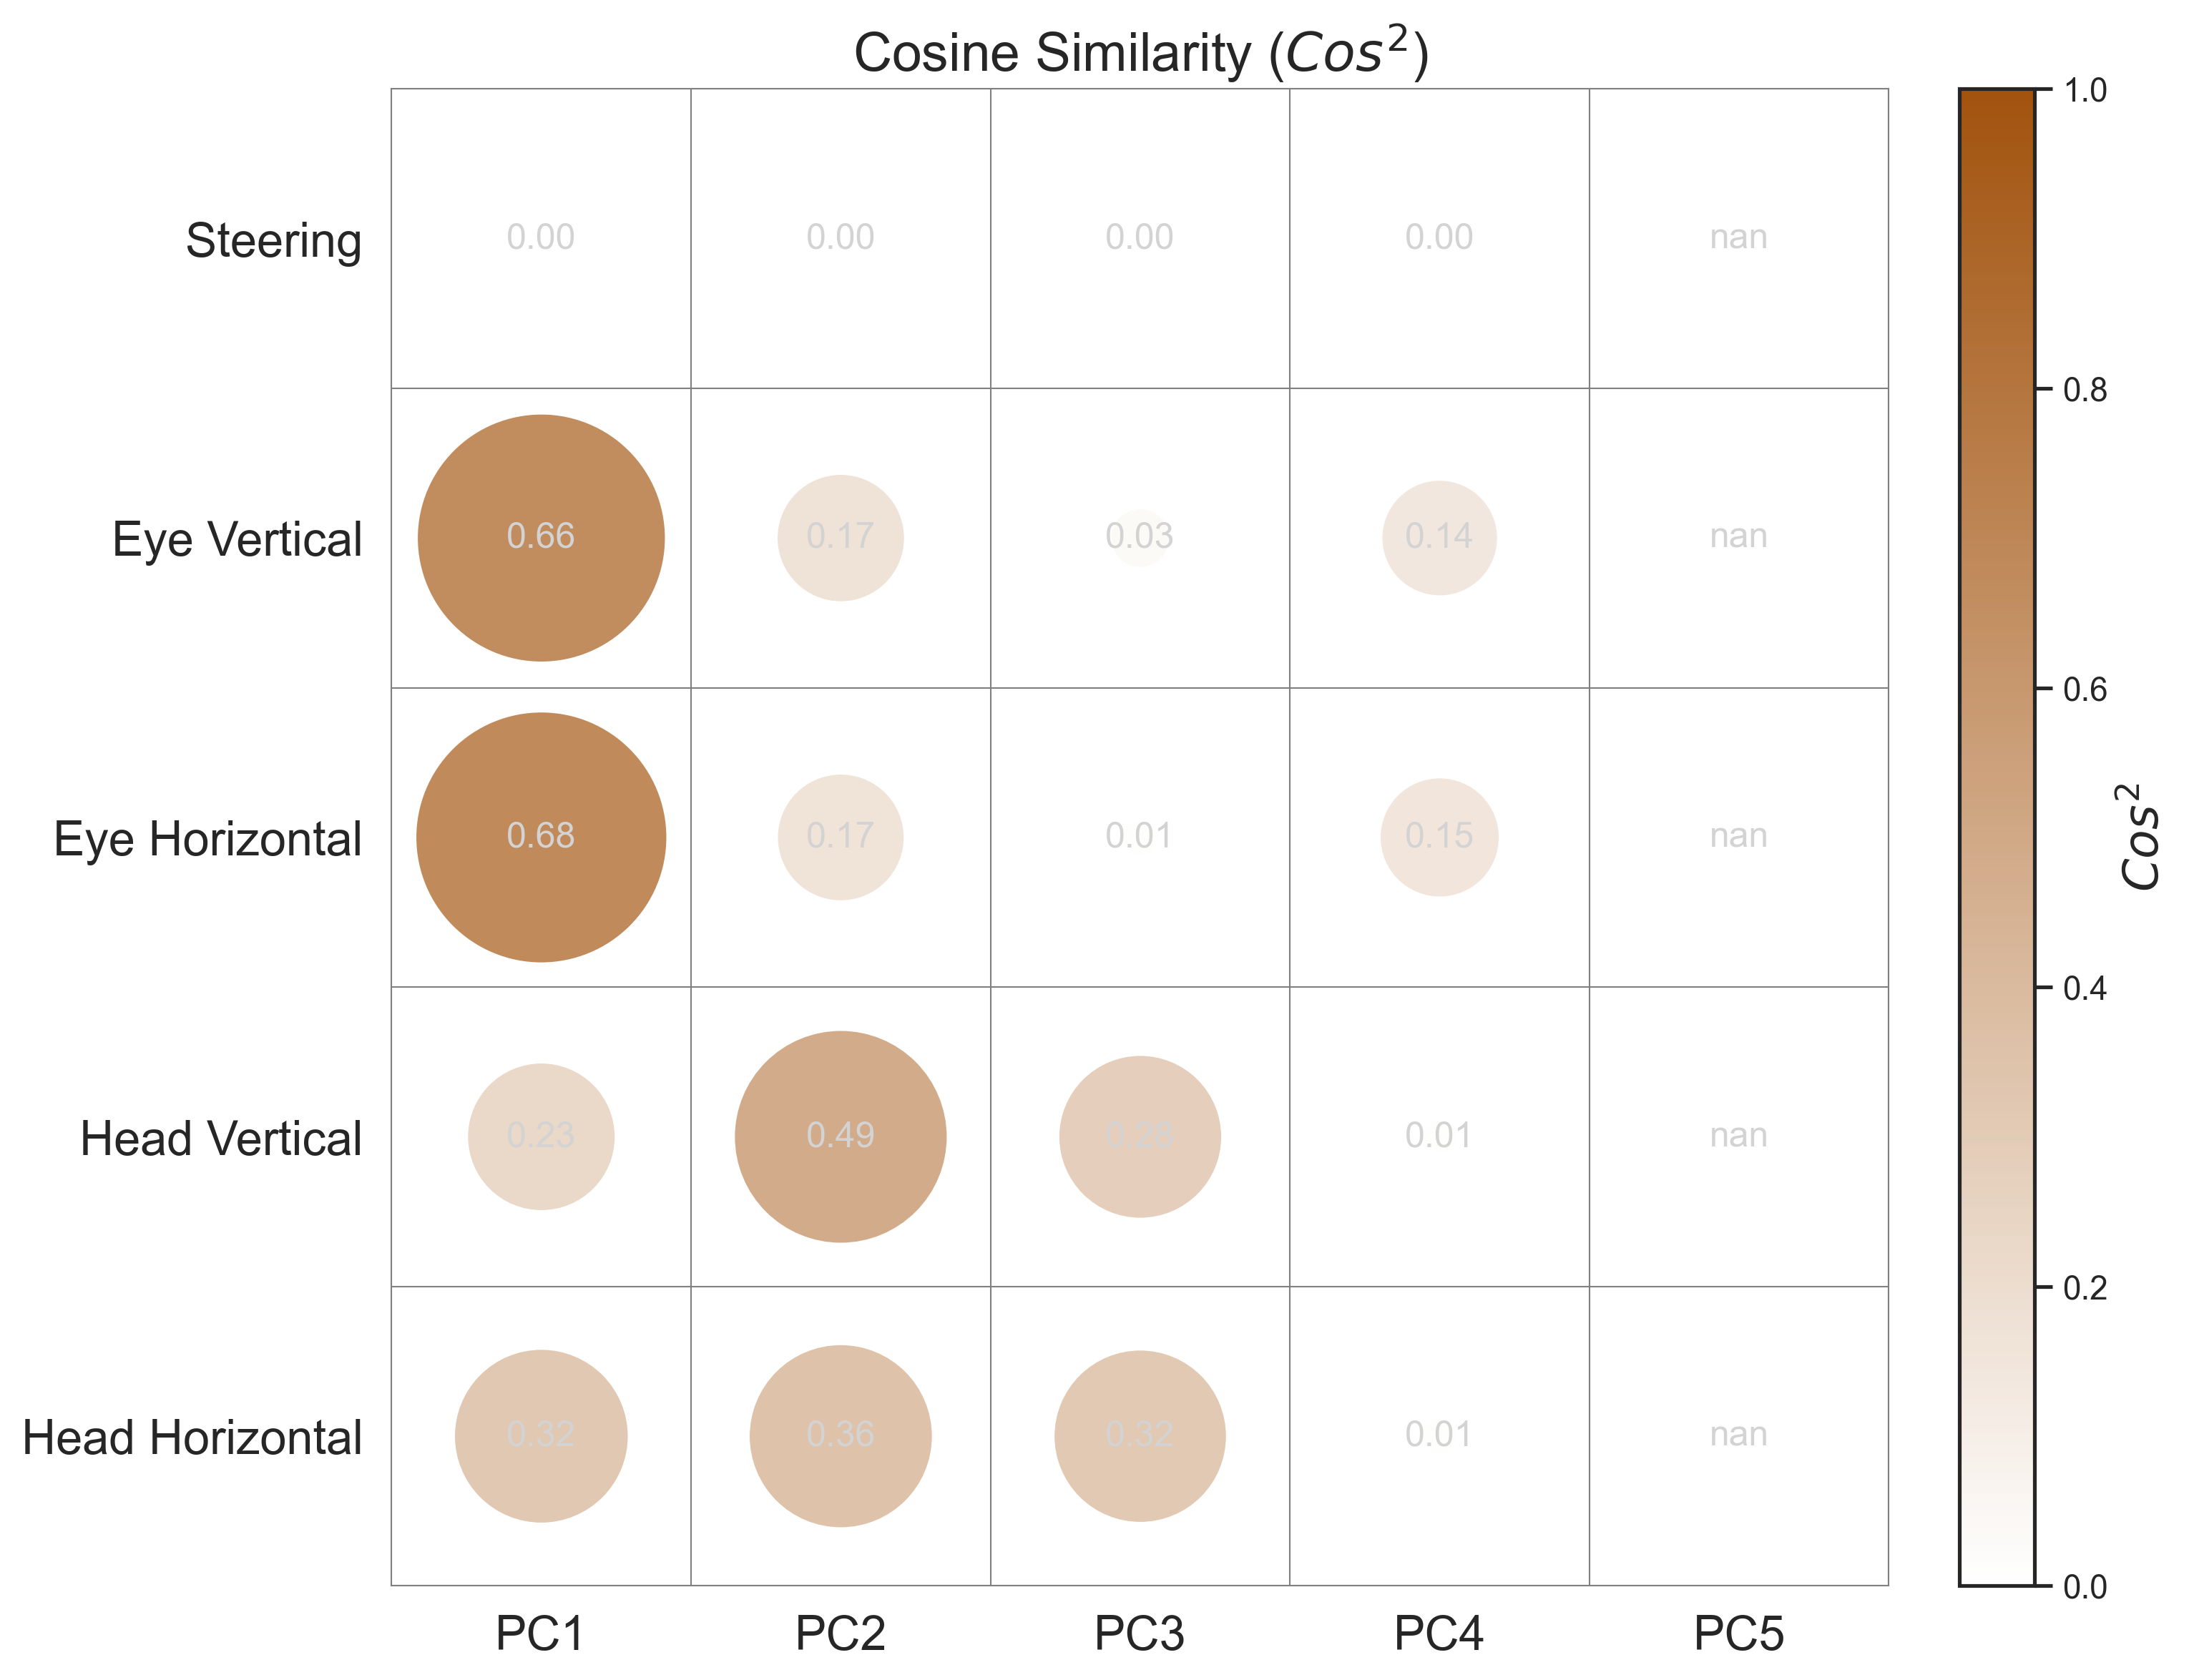 Cosine Similarity (Cos²)
Steering 0.00 0.00 0.00 0.00 nan
Eye Vertical 0.66 0.17 0.03 0.14 nan
Eye Horizontal 0.68 0.17 0.01 0.15 nan
Head Vertical 0.23 0.49 0.28 0.01 nan
Head Horizontal 0.32 0.36 0.32 0.01 nan
PC1 PC2 PC3 PC4 PC5
1.0
0.8
0.6
0.4
0.2
0.0
Cos²